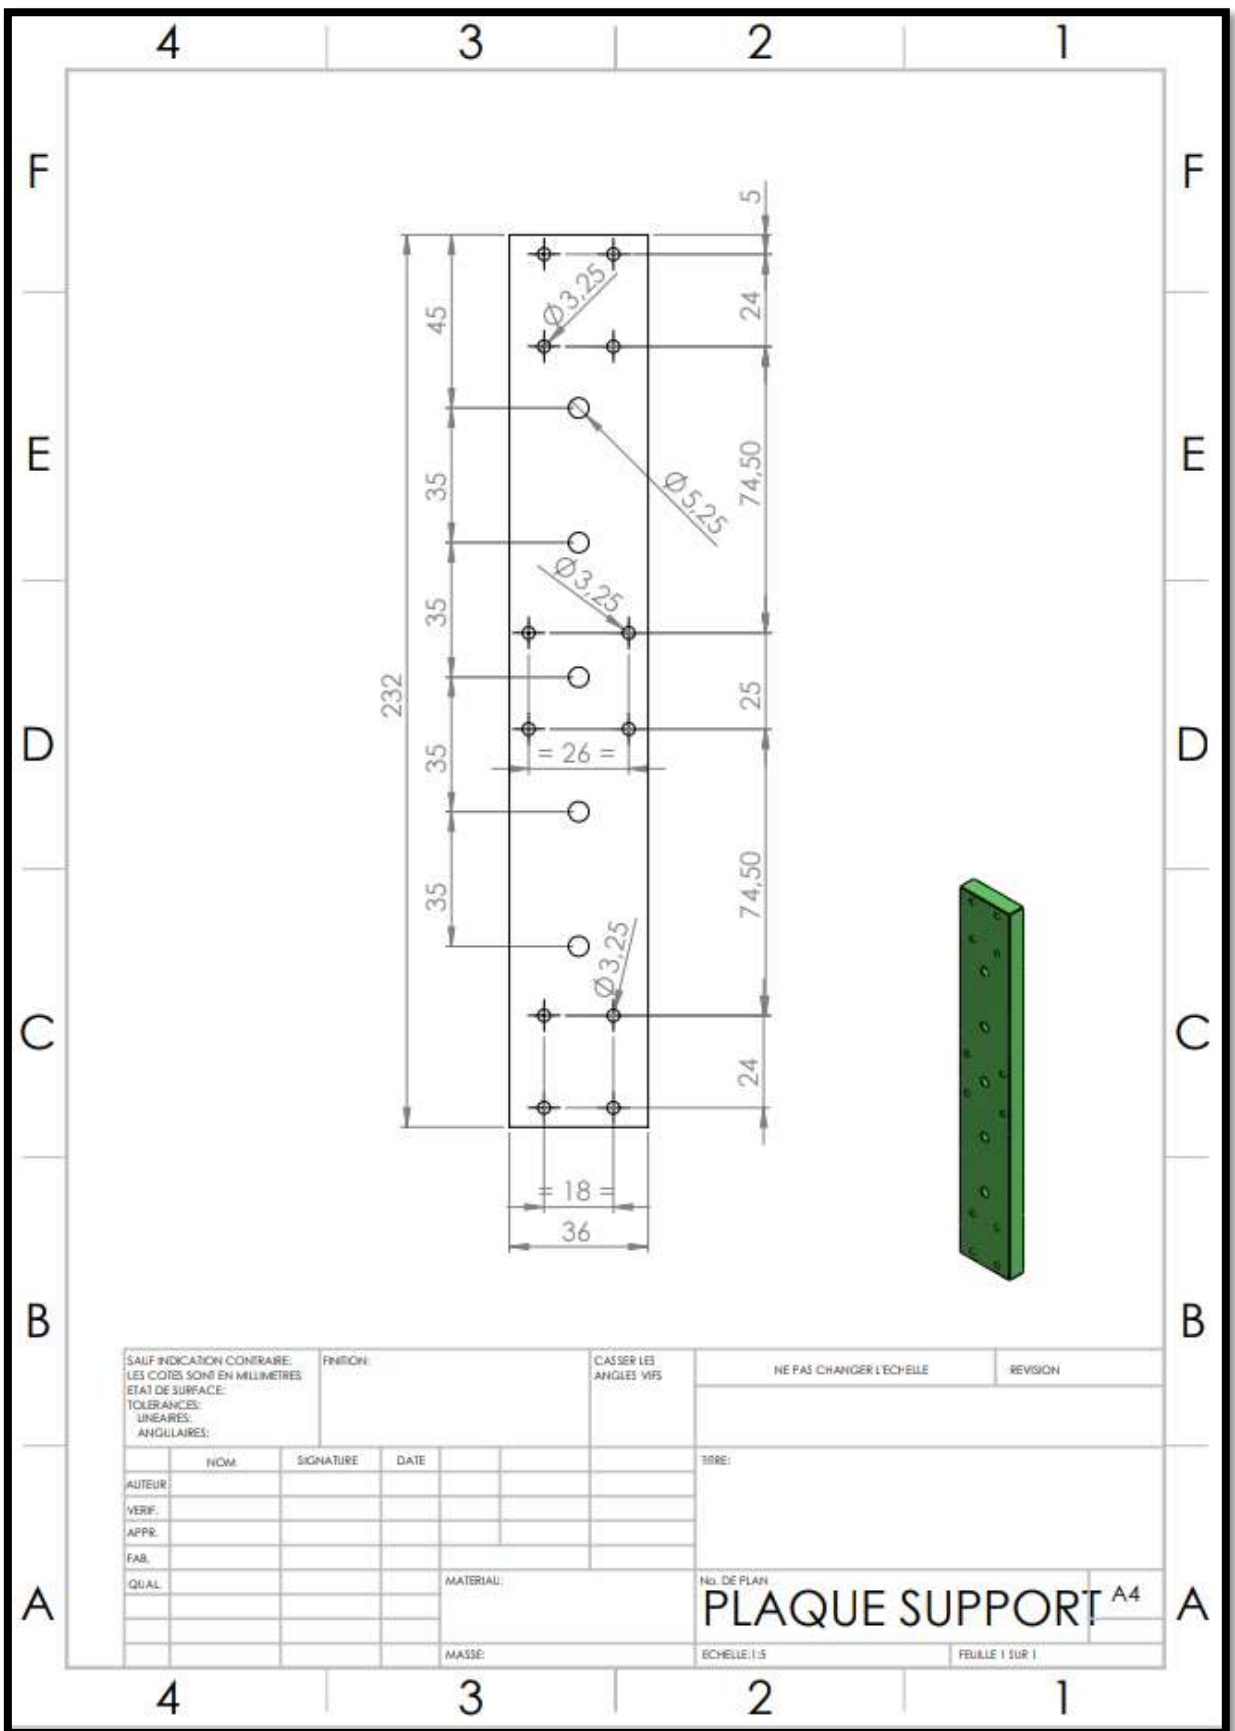 4 3 2 1
F F
5
Ø3,25
24
45
E E
35
Ø5,25
74,50
Ø3,25
35
232
25
D D
35
= 26 =
74,50
35
Ø3,25
C C
24
= 18 =
36
B B
SAUF INDICATION CONTRAIRE:
LES COTES SONT EN MILLIMETRES
ETAT DE SURFACE:
TOLERANCES:
LINEAIRES:
ANGULAIRES:
FINITION:
CASSER LES
ANGLES VIFS
NE PAS CHANGER L'ECHELLE
REVISION
NOM SIGNATURE DATE
TITRE:
AUTEUR
VERIF.
APPR.
FAB.
QUAL.
MATERIAU:
No. DE PLAN
PLAQUE SUPPORT
A4
A A
MASSE:
ECHELLE:1:5
FEUILLE 1 SUR 1
4 3 2 1